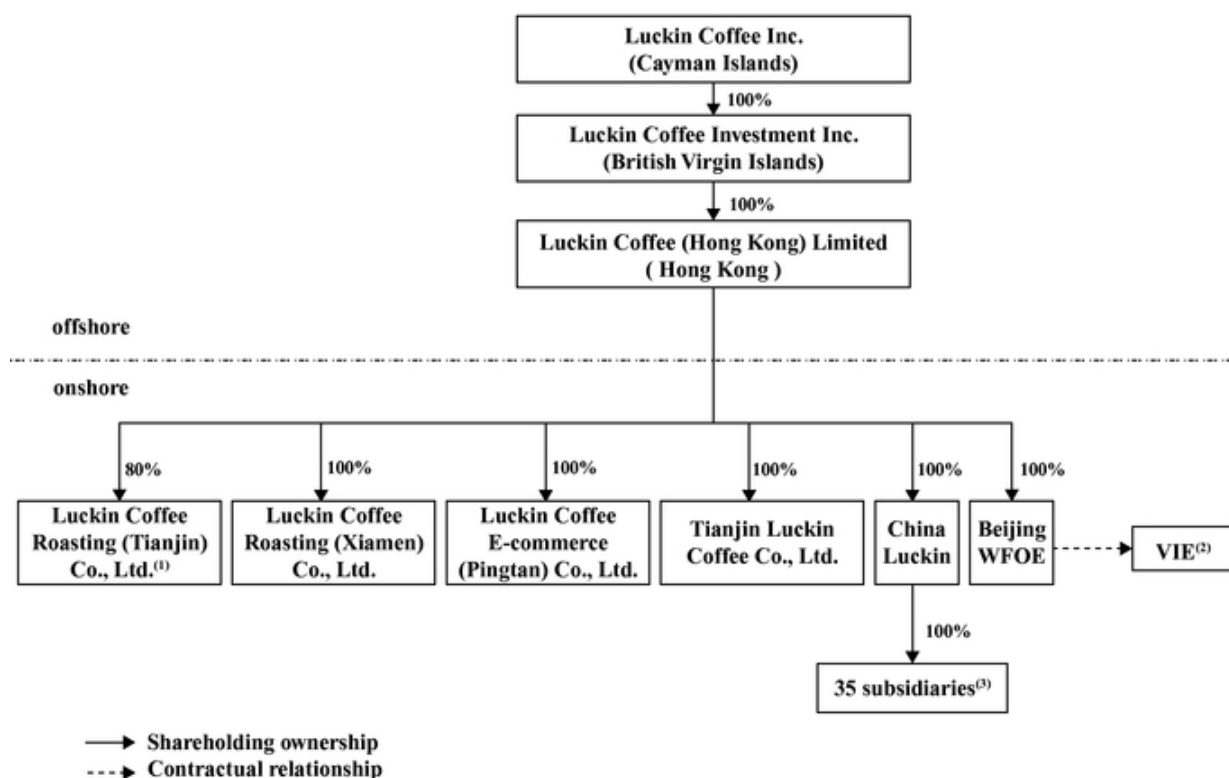 Luckin Coffee Inc.
(Cayman Islands)
100%
Luckin Coffee Investment Inc.
(British Virgin Islands)
100%
Luckin Coffee (Hong Kong) Limited
( Hong Kong )
offshore
onshore
80%
100%
100%
100%
100%
100%
Luckin Coffee
Roasting (Tianjin)
Co., Ltd.(1)
Luckin Coffee
Roasting (Xiamen)
Co., Ltd.
Luckin Coffee
E-commerce
(Pingtan) Co., Ltd.
Tianjin Luckin
Coffee Co., Ltd.
China
Luckin
Beijing
WFOE
VIE(2)
100%
35 subsidiaries(3)
Shareholding ownership
Contractual relationship